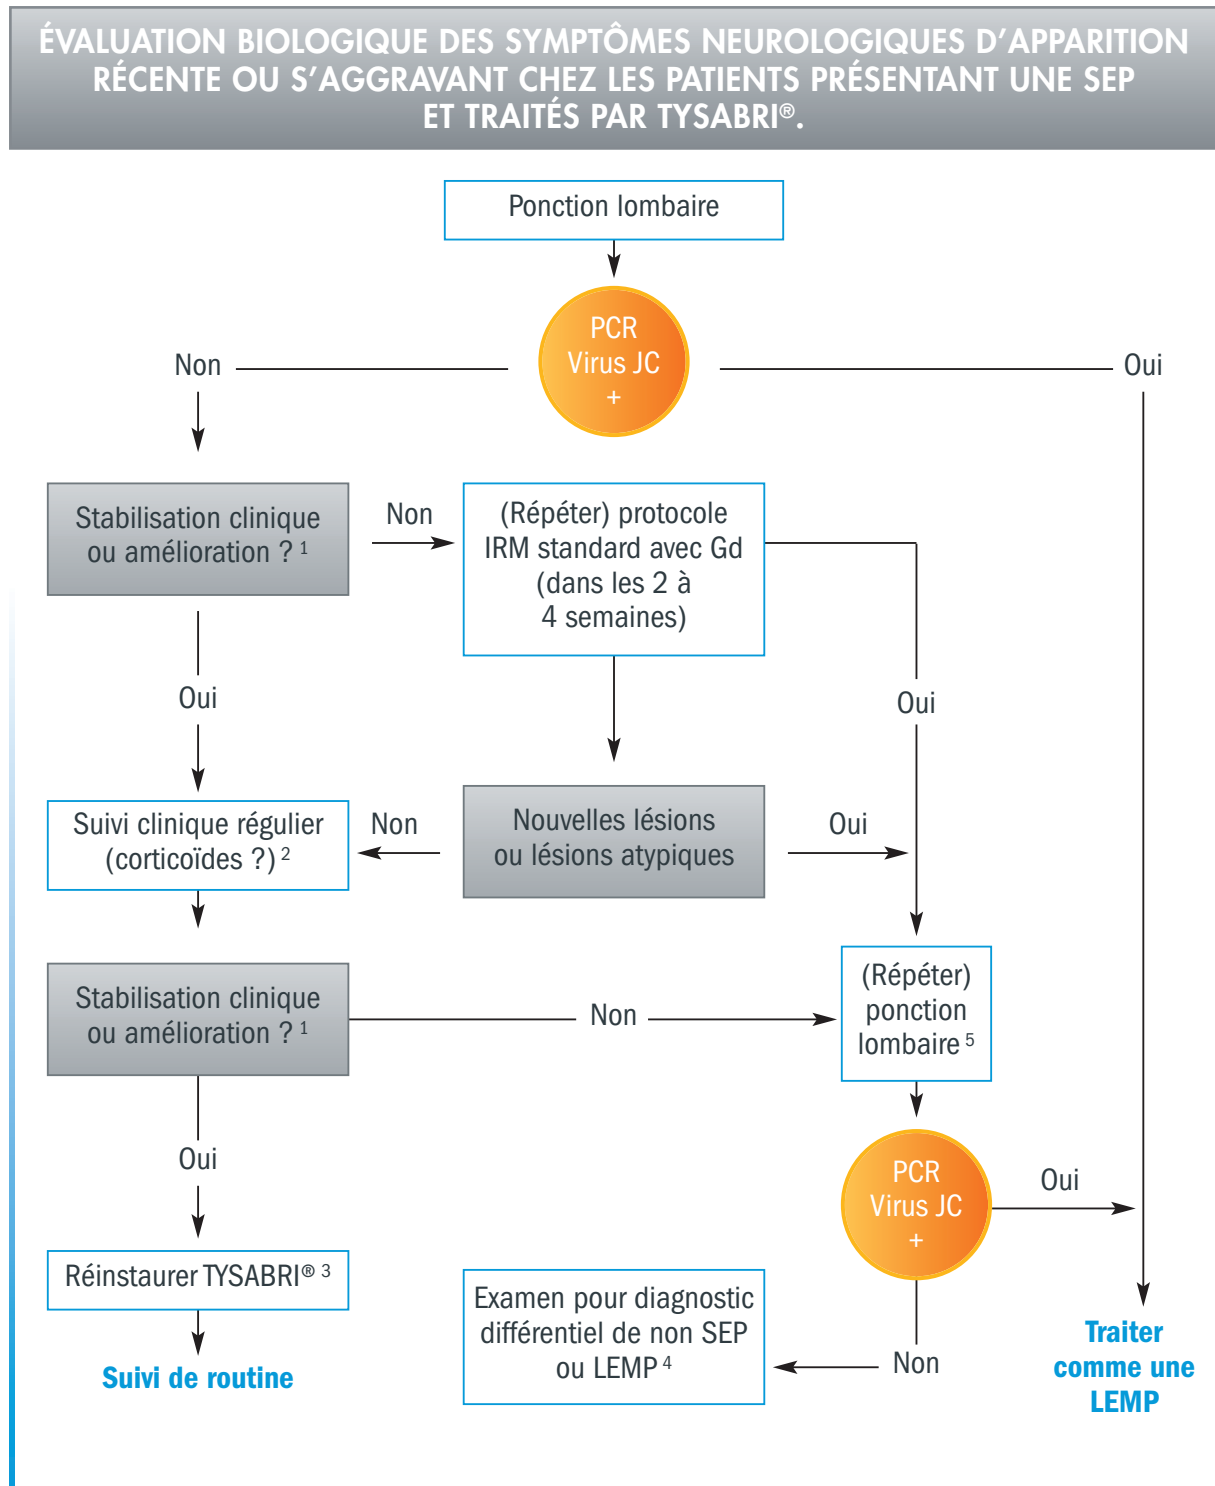 ÉVALUATION BIOLOGIQUE DES SYMPTÔMES NEUROLOGIQUES D’APPARITION
RÉCENTE OU S’AGGRAVANT CHEZ LES PATIENTS PRÉSENTANT UNE SEP
ET TRAITÉS PAR TYSABRI®.
Ponction lombaire
PCR
Virus JC
+
Non
Oui
Stabilisation clinique
ou amélioration ? 1
Non
(Répéter) protocole
IRM standard avec Gd
(dans les 2 à
4 semaines)
Oui
Oui
Suivi clinique régulier
(corticoïdes ?) 2
Non
Nouvelles lésions
ou lésions atypiques
Oui
Stabilisation clinique
ou amélioration ? 1
Non
(Répéter)
ponction
lombaire 5
Oui
PCR
Virus JC
+
Oui
Réinstaurer TYSABRI® 3
Suivi de routine
Examen pour diagnostic
différentiel de non SEP
ou LEMP 4
Non
Traiter
comme une
LEMP